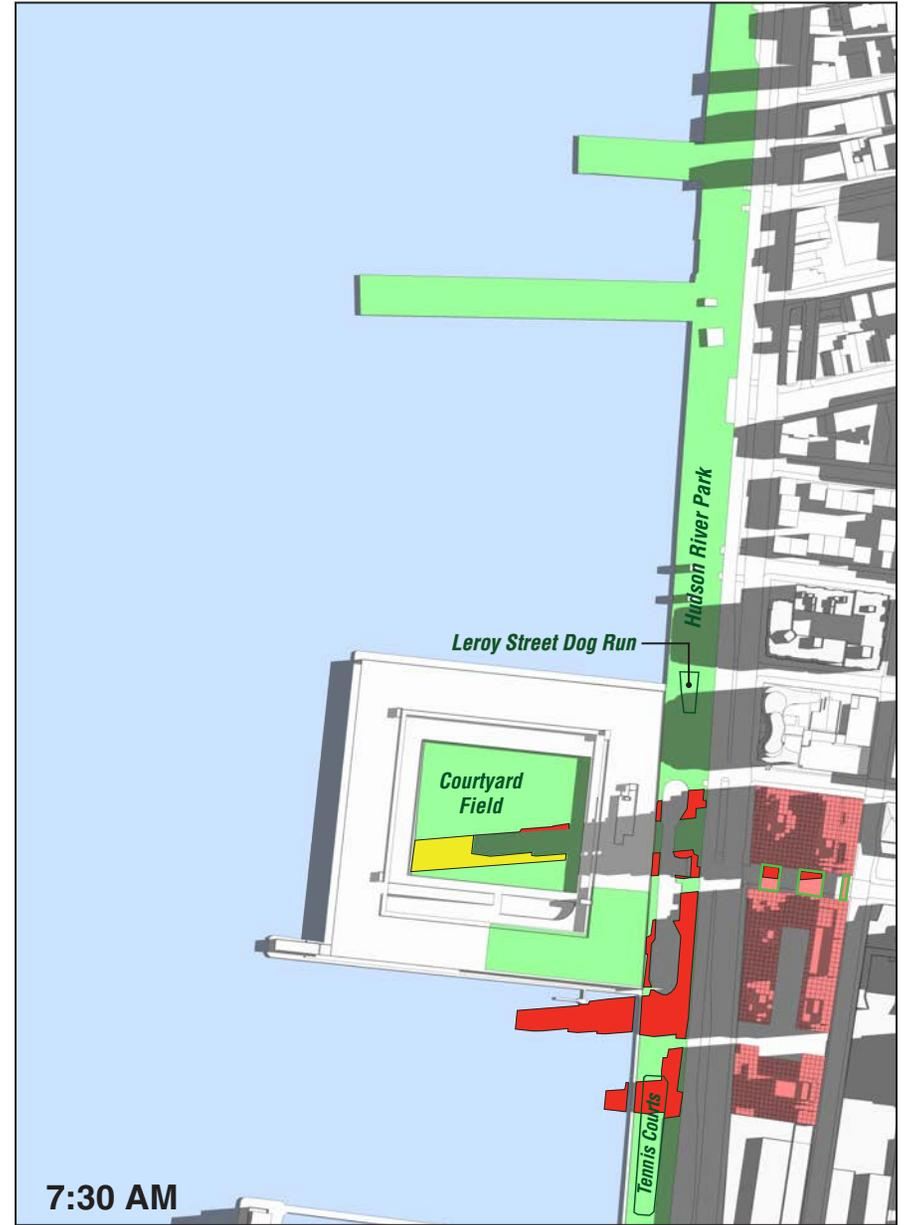 Hudson River Park
Leroy Street Dog Run
Courtyard
Field
Tennis Courts
7:30 AM